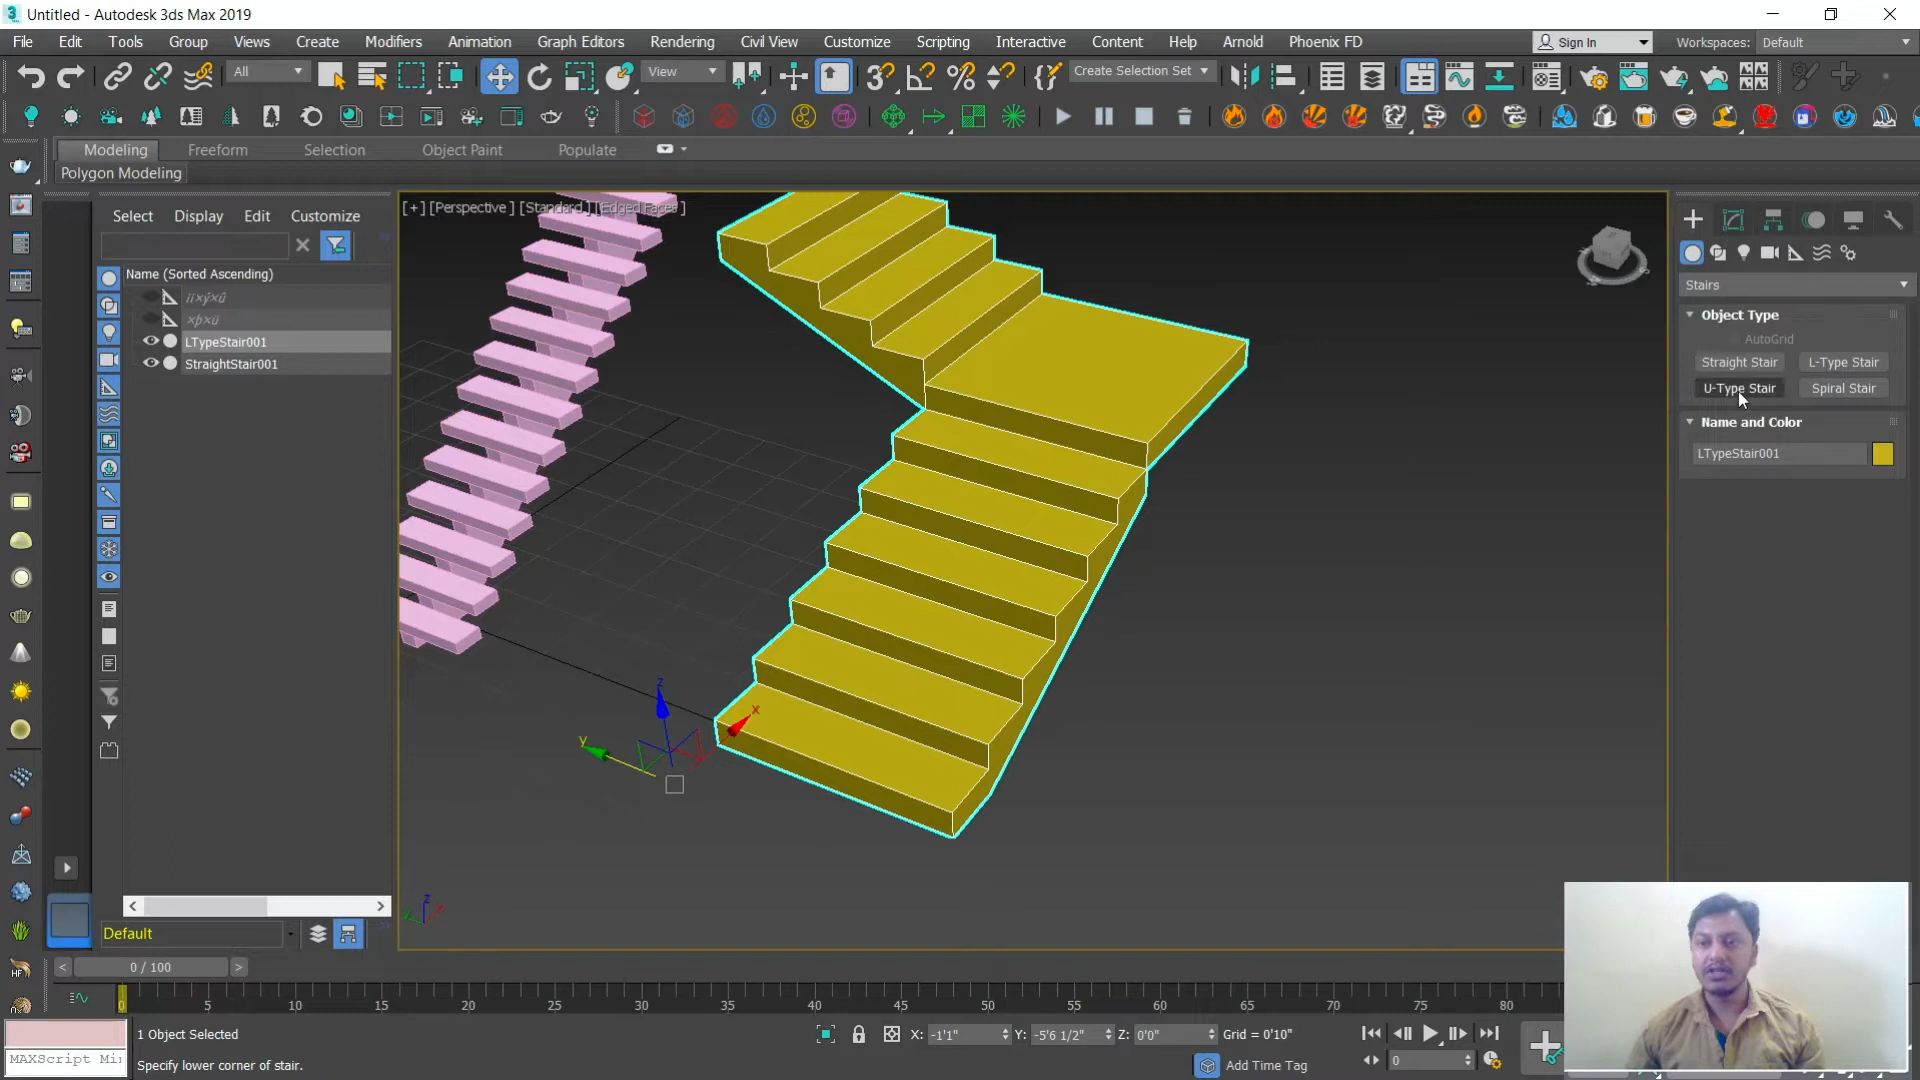 Untitled - Autodesk 3ds Max 2019
File Edit Tools Group Views Create Modifiers Animation Graph Editors Rendering Civil View Customize Scripting Interactive Content Help Arnold Phoenix FD Sign In Workspaces: Default
All View Create Selection Set
Modeling Freeform Selection Object Paint Populate
Polygon Modeling
Select Display Edit Customize
[+] [Perspective] [Standard] [Edged Faces]
Name (Sorted Ascending)
LTypeStair001
StraightStair001
Stairs
Object Type
AutoGrid
Straight Stair L-Type Stair
U-Type Stair Spiral Stair
Name and Color
LTypeStair001
z
x
y
z
x
Default
0 / 100
0 5 10 15 20 25 30 35 40 45 50 55 60 65 70 75 80
1 Object Selected
X: -1'1" Y: -5'6 1/2" Z: 0'0" Grid = 0'10"
MAXScript Mi
Specify lower corner of stair.
Add Time Tag
0